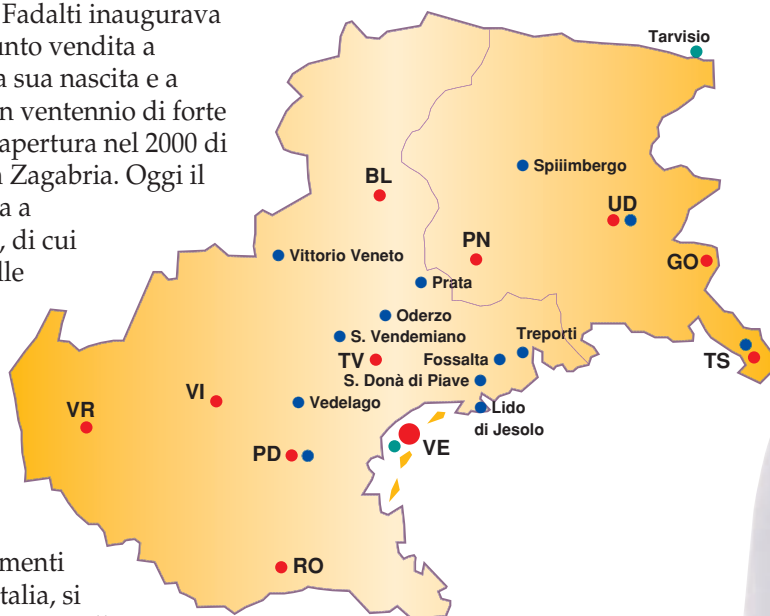 Fadalti inaugurava
unto vendita a
a sua nascita e a
n ventennio di forte
apertura nel 2000 di
Zagabria. Oggi il
a a
, di cui
lle
menti
talia, si
Tarvisio
Spiiimbergo
BL
UD
PN
GO
Vittorio Veneto
Prata
Oderzo
S. Vendemiano
Treporti
TV
Fossalta
TS
S. Donà di Piave
VI
Vedelago
Lido
di Jesolo
VR
VE
PD
RO